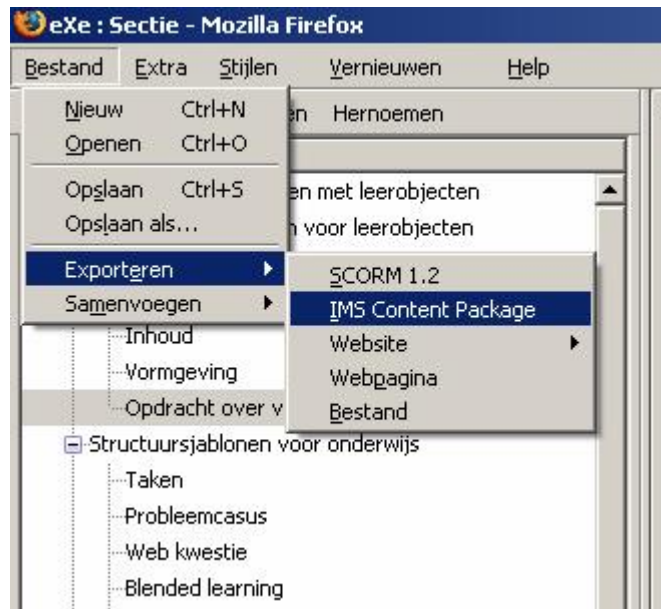 eXe : Sectie - Mozilla Firefox
Bestand Extra Stijlen Vernieuwen Help
Nieuw Ctrl+N
Openen Ctrl+O
Opslaan Ctrl+S
Opslaan als...
Exporteren
Samenvoegen
en Hernoemen
en met leerobjecten
voor leerobjecten
SCORM 1.2
IMS Content Package
Website
Webpagina
Bestand
Inhoud
Vormgeving
Opdracht over v
Structuursjablonen voor onderwijs
Taken
Probleemcasus
Web kwestie
Blended learning